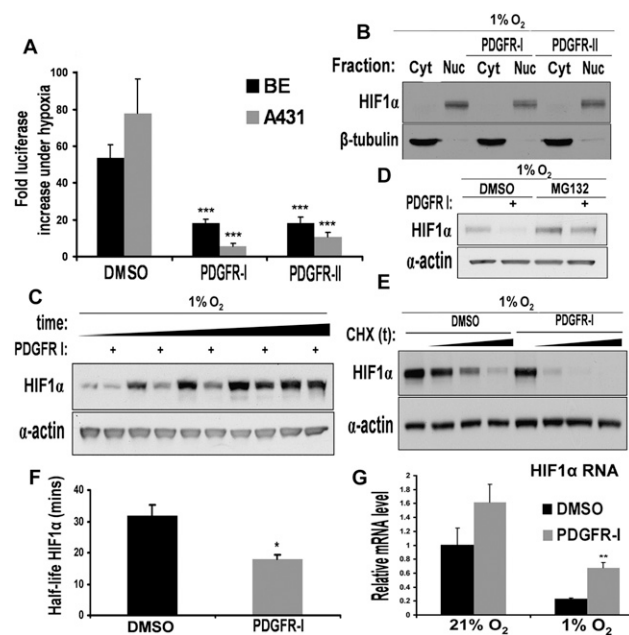 A
Fold luciferase
increase under hypoxia
100
80
60
40
20
0
BE
A431
***
***
***
***
DMSO
PDGFR-I
PDGFR-II
B
1% O2
PDGFR-I
PDGFR-II
Fraction: Cyt Nuc Cyt Nuc Cyt Nuc
HIF1α
β-tubulin
D
1% O2
DMSO
MG132
PDGFR I: + +
HIF1α
α-actin
C
1% O2
time:
PDGFR I: + + + + +
HIF1α
α-actin
E
1% O2
DMSO
PDGFR-I
CHX (t)
HIF1α
α-actin
F
Half-life HIF1α (mins)
40
30
20
10
0
*
DMSO
PDGFR-I
G
HIF1α RNA
Relative mRNA level
2
1.8
1.6
1.4
1.2
1
0.8
0.6
0.4
0.2
0
DMSO
PDGFR-I
**
21% O2
1% O2